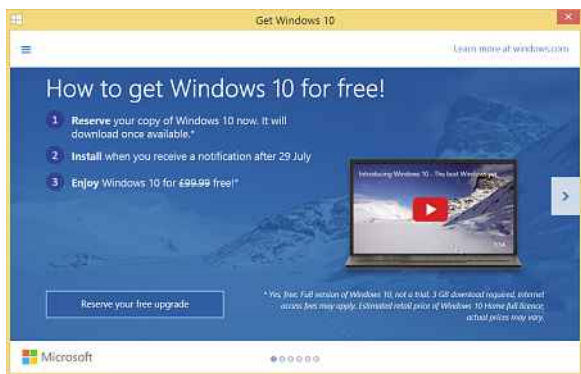 Get Windows 10
Learn more at windows.com
How to get Windows 10 for free!
1 Reserve your copy of Windows 10 now. It will
download once available.*
2 Install when you receive a notification after 29 July
3 Enjoy Windows 10 for £99.99 free!*
Introducing Windows 10 - The best Windows yet
1:14
Reserve your free upgrade
* Yes, free. Full version of Windows 10, not a trial. 3 GB download required, internet
access fees may apply. Estimated retail price of Windows 10 Home full licence,
actual prices may vary.
Microsoft